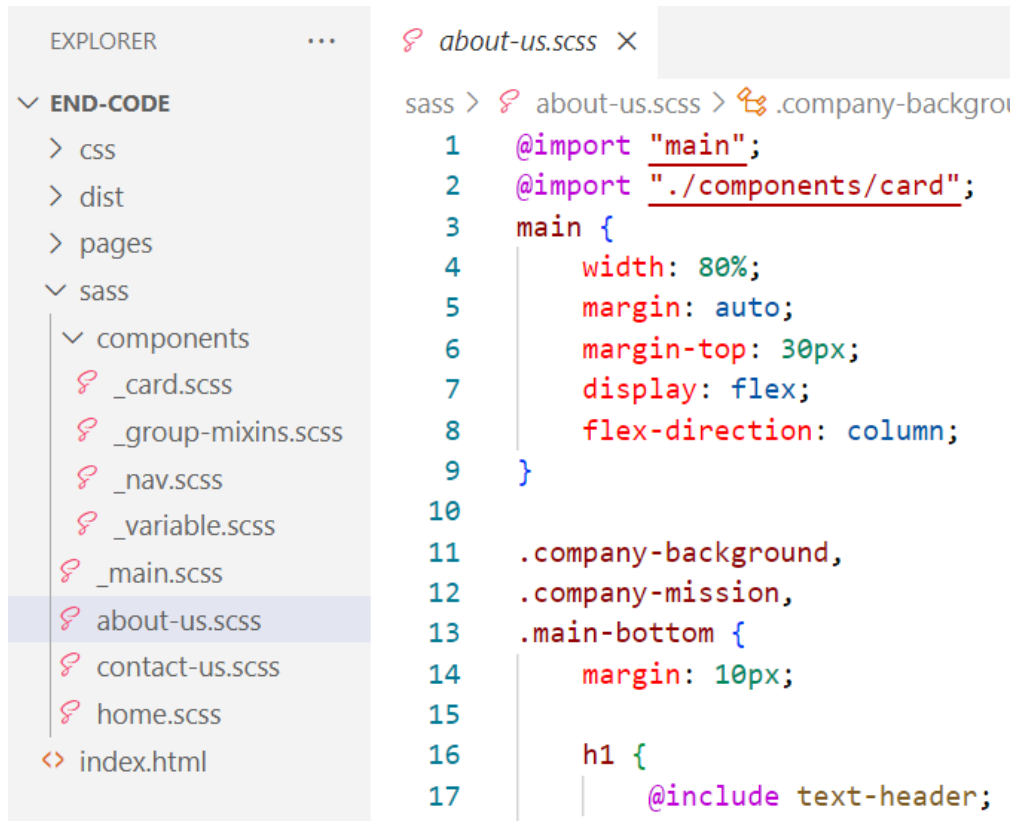 EXPLORER ...
END-CODE
css
dist
pages
sass
components
_card.scss
_group-mixins.scss
_nav.scss
_variable.scss
_main.scss
about-us.scss
contact-us.scss
home.scss
<> index.html
about-us.scss ×
sass > about-us.scss > .company-backgrou
1 @import "main";
2 @import "./components/card";
3 main {
4 width: 80%;
5 margin: auto;
6 margin-top: 30px;
7 display: flex;
8 flex-direction: column;
9 }
10
11 .company-background,
12 .company-mission,
13 .main-bottom {
14 margin: 10px;
15
16 h1 {
17 @include text-header;